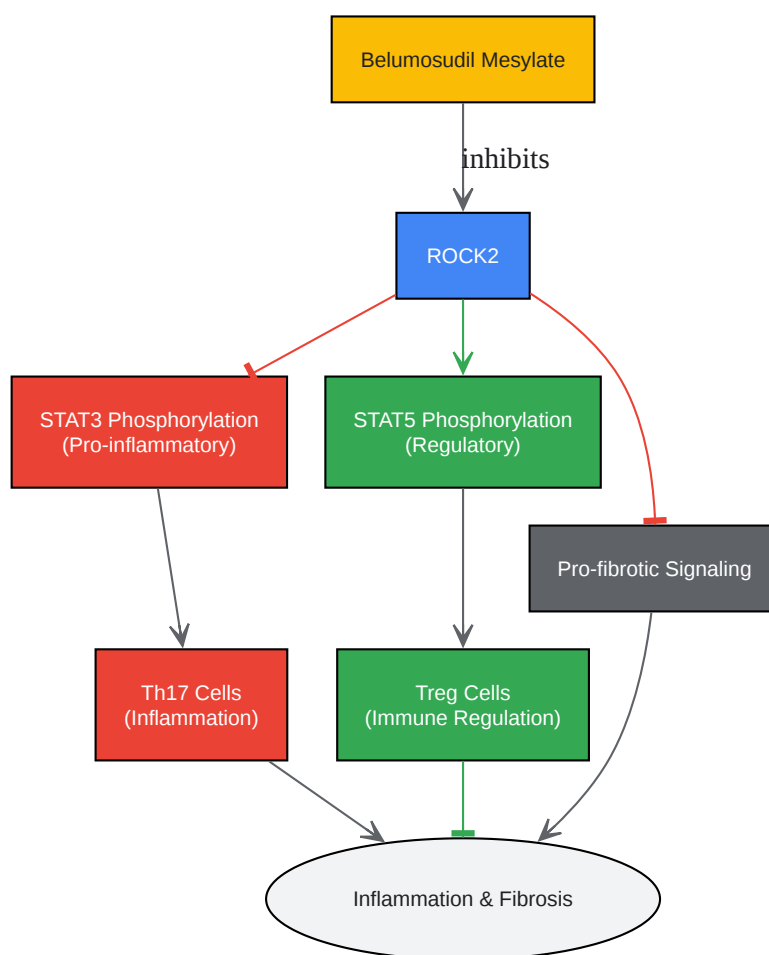 Belumosudil Mesylate
inhibits
ROCK2
STAT3 Phosphorylation
(Pro-inflammatory)
STAT5 Phosphorylation
(Regulatory)
Pro-fibrotic Signaling
Th17 Cells
(Inflammation)
Treg Cells
(Immune Regulation)
Inflammation & Fibrosis